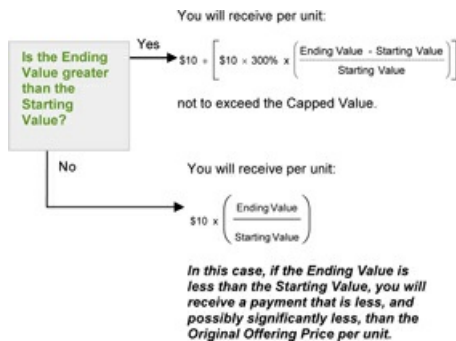 You will receive per unit:
Is the Ending
Value greater
than the
Starting
Value?
Yes
$10 + [ $10 × 300% x ( Ending Value - Starting Value
Starting Value ) ]
not to exceed the Capped Value.
No
You will receive per unit:
$10 x ( Ending Value
Starting Value )
In this case, if the Ending Value is
less than the Starting Value, you will
receive a payment that is less, and
possibly significantly less, than the
Original Offering Price per unit.